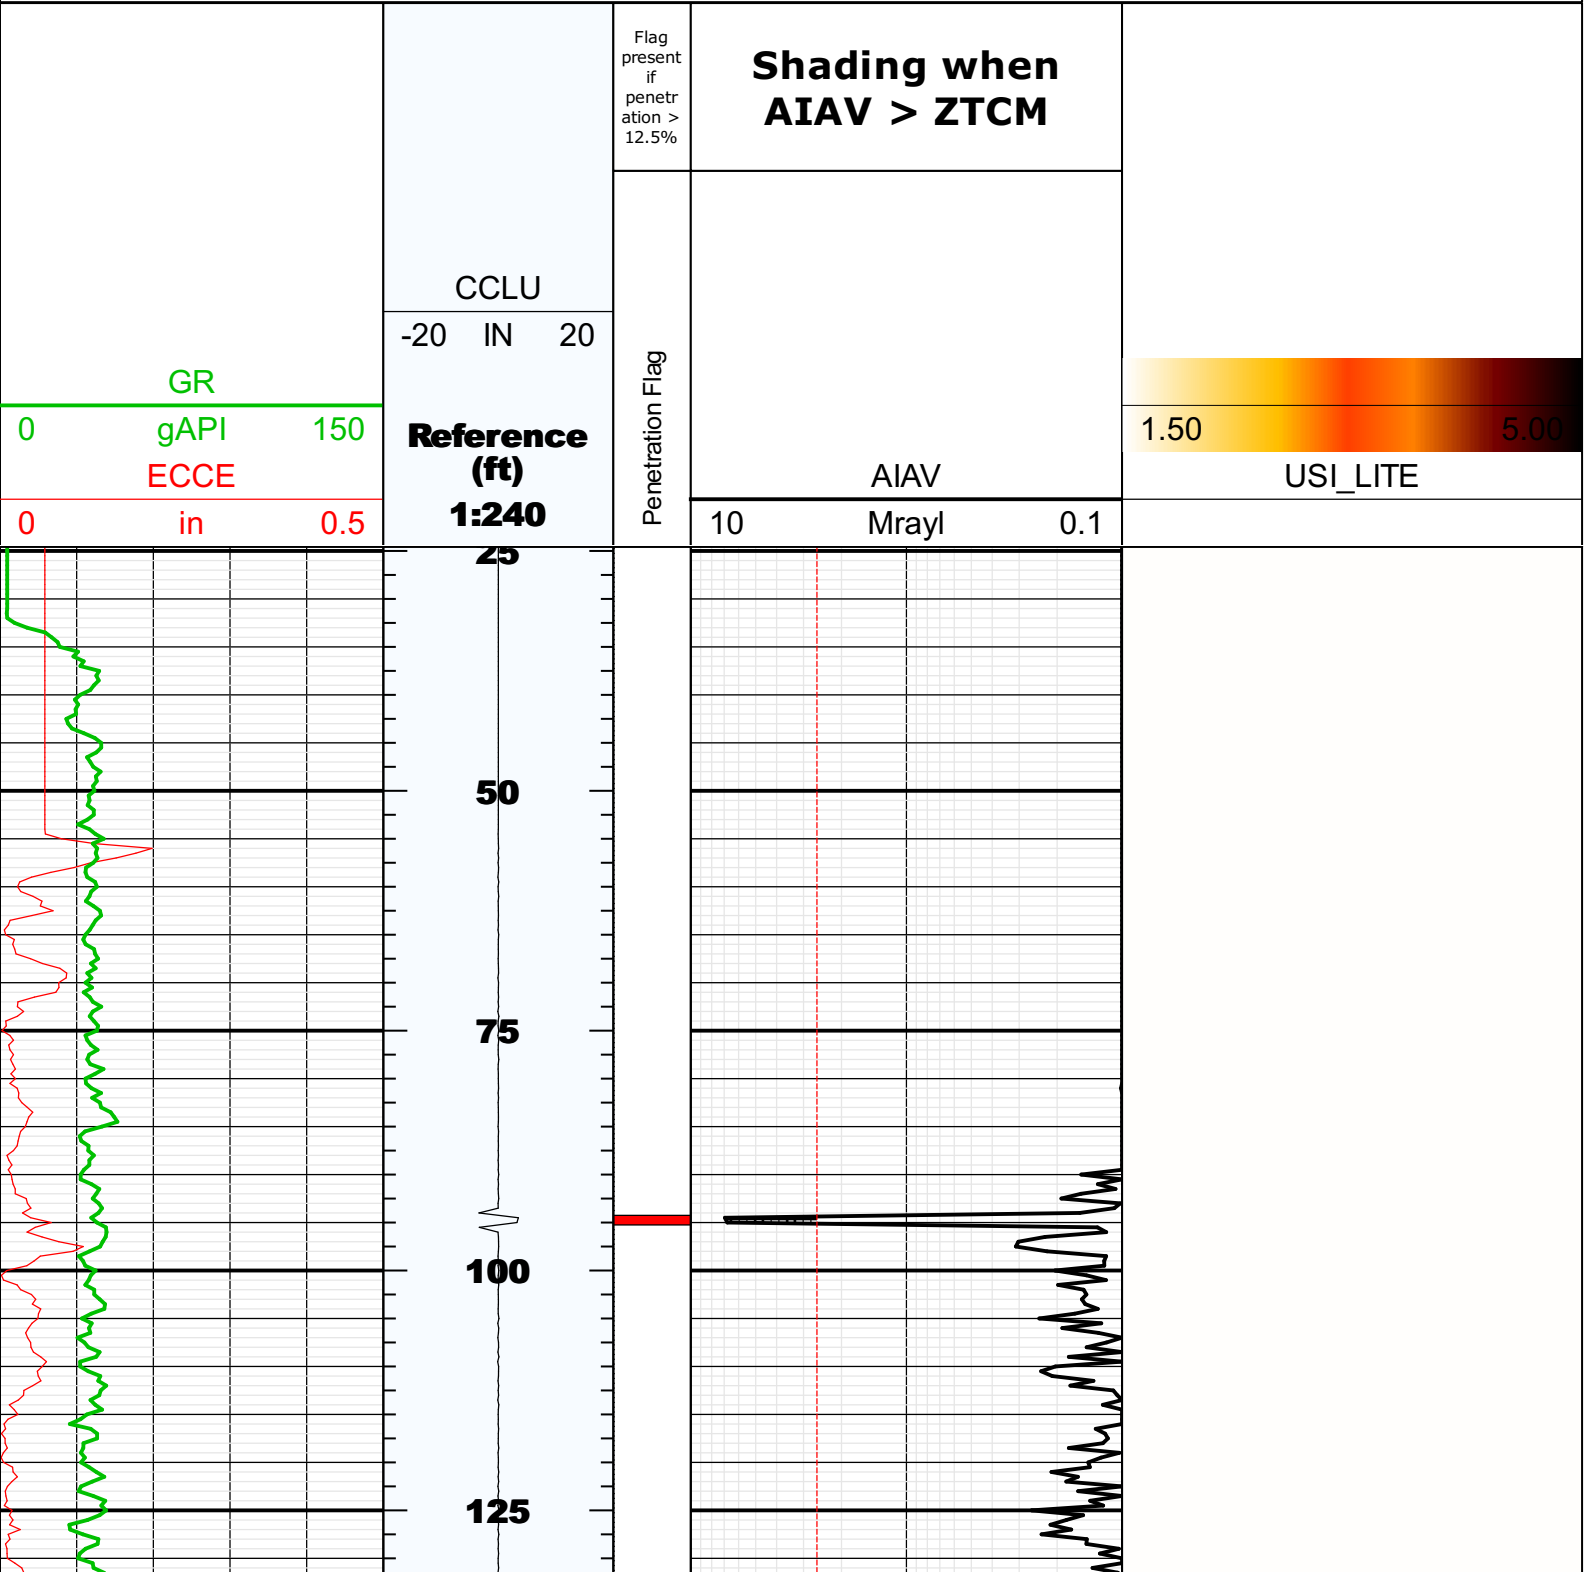 Flag
present
if
penetr
ation >
12.5%
Shading when
AIAV > ZTCM
CCLU
-20 IN 20
GR
0 gAPI 150
ECCE
0 in 0.5
Reference
(ft)
1:240
Penetration Flag
AIAV
10 Mrayl 0.1
1.50 5.00
USI_LITE
25
50
75
100
125